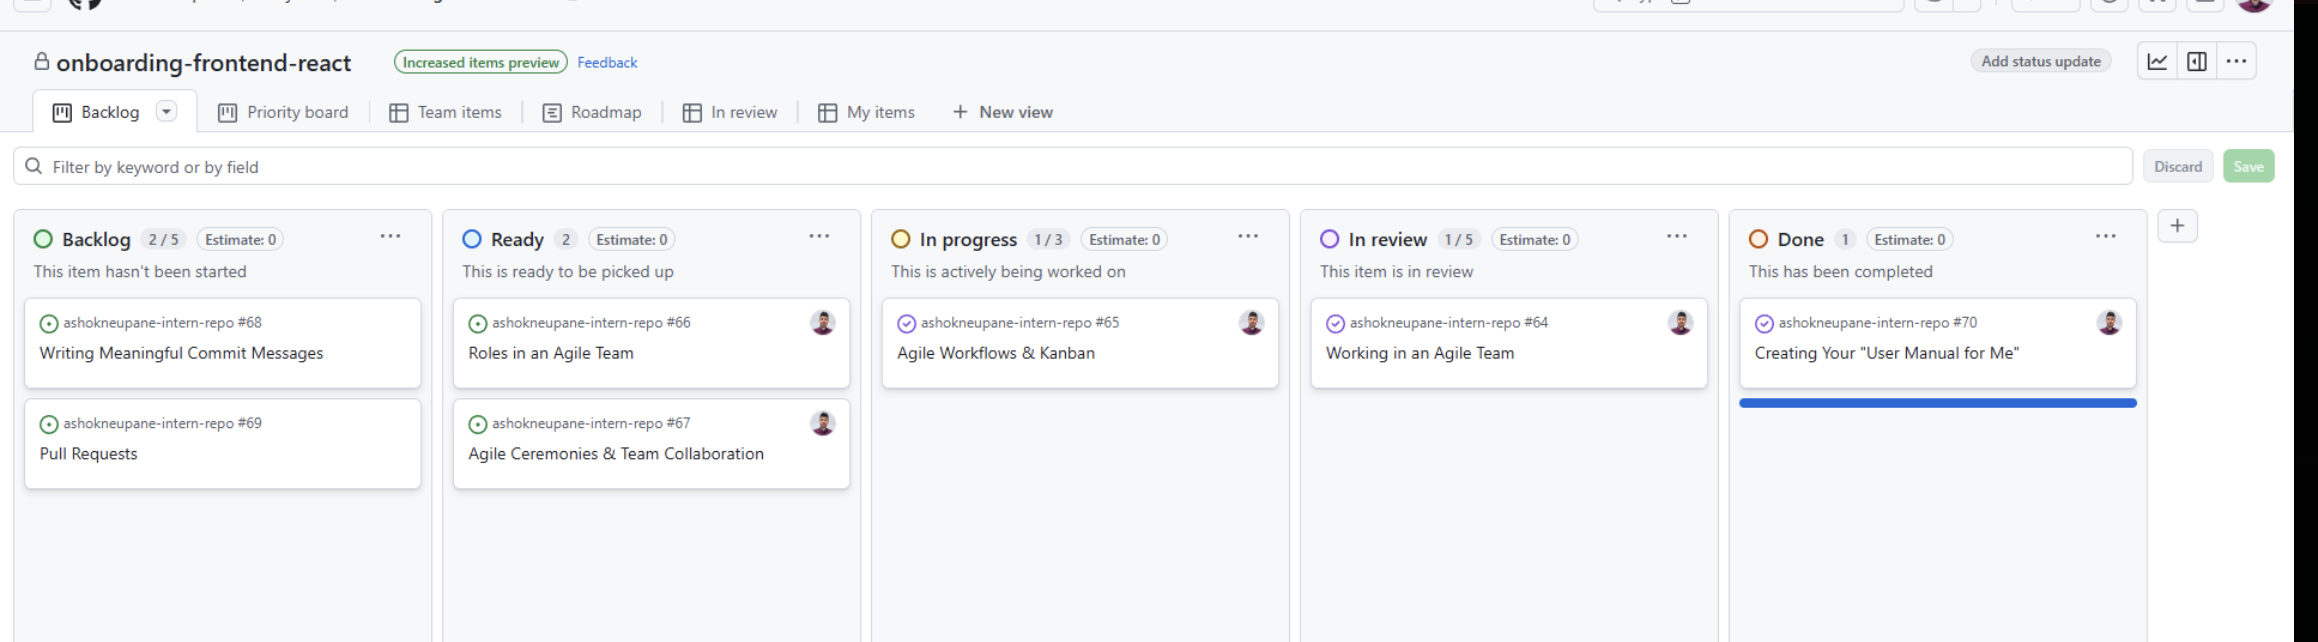 onboarding-frontend-react Increased items preview Feedback Add status update
Backlog Priority board Team items Roadmap In review My items + New view
Filter by keyword or by field Discard Save
Backlog 2 / 5 Estimate: 0
This item hasn't been started
ashokneupane-intern-repo #68
Writing Meaningful Commit Messages
ashokneupane-intern-repo #69
Pull Requests
Ready 2 Estimate: 0
This is ready to be picked up
ashokneupane-intern-repo #66
Roles in an Agile Team
ashokneupane-intern-repo #67
Agile Ceremonies & Team Collaboration
In progress 1 / 3 Estimate: 0
This is actively being worked on
ashokneupane-intern-repo #65
Agile Workflows & Kanban
In review 1 / 5 Estimate: 0
This item is in review
ashokneupane-intern-repo #64
Working in an Agile Team
Done 1 Estimate: 0
This has been completed
ashokneupane-intern-repo #70
Creating Your "User Manual for Me"